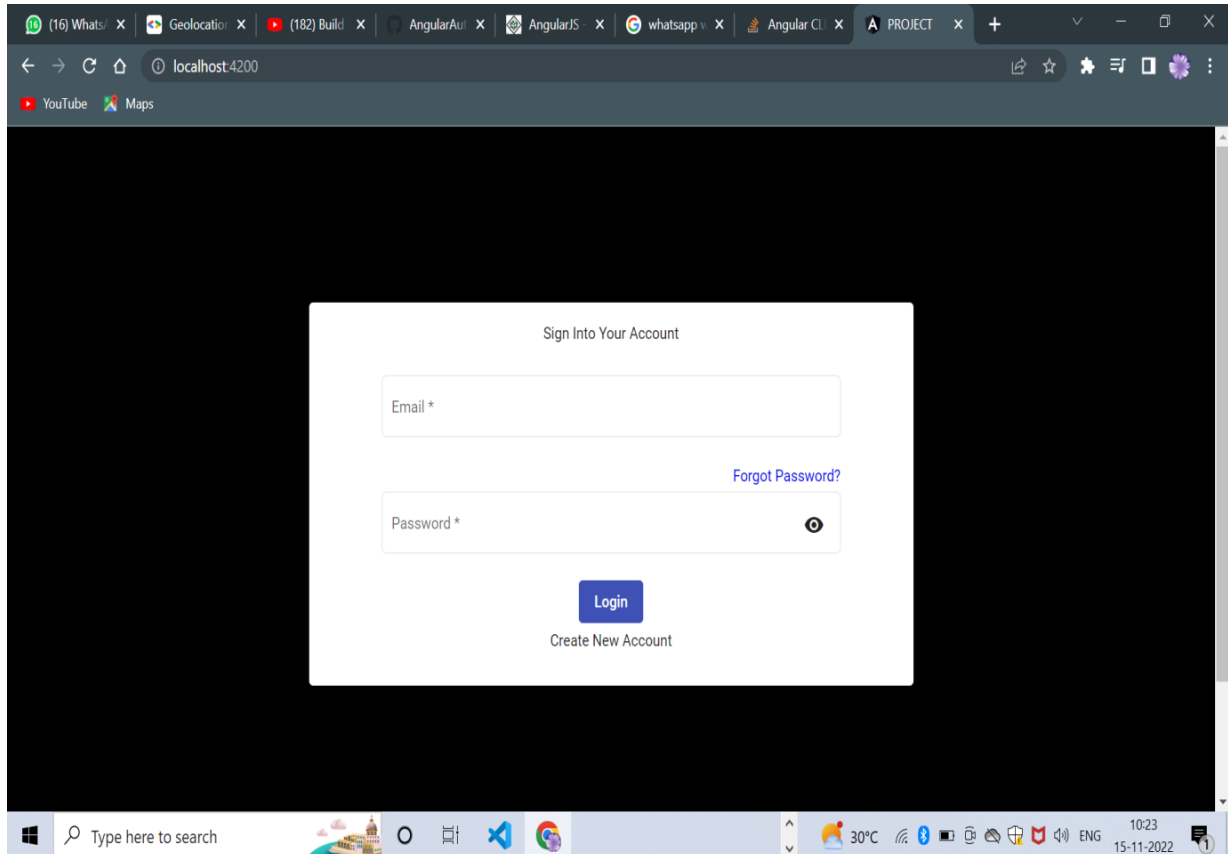 (16) Whats/ Geolocation (182) Build AngularAut AngularJS - whatsapp w Angular CL PROJECT
localhost:4200
YouTube Maps
Sign Into Your Account
Email *
Forgot Password?
Password *
Login
Create New Account
Type here to search 30°C ENG 10:23
15-11-2022 1